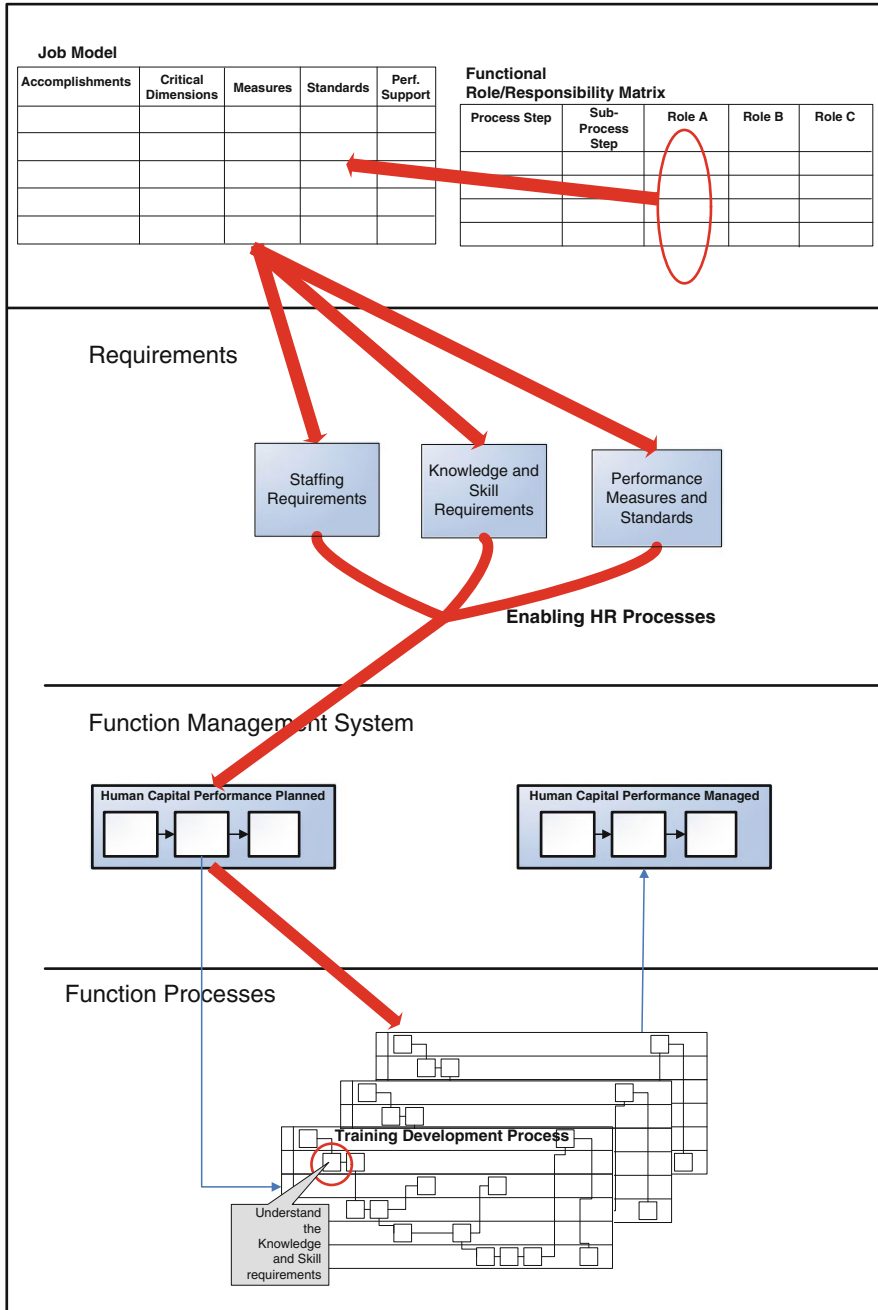 Job Model
Accomplishments
Critical
Dimensions
Measures
Standards
Perf.
Support
Functional
Role/Responsibility Matrix
Process Step
Sub-
Process
Step
Role A
Role B
Role C
Requirements
Staffing
Requirements
Knowledge and
Skill
Requirements
Performance
Measures and
Standards
Enabling HR Processes
Function Management System
Human Capital Performance Planned
Human Capital Performance Managed
Function Processes
Training Development Process
Understand
the
Knowledge
and Skill
requirements